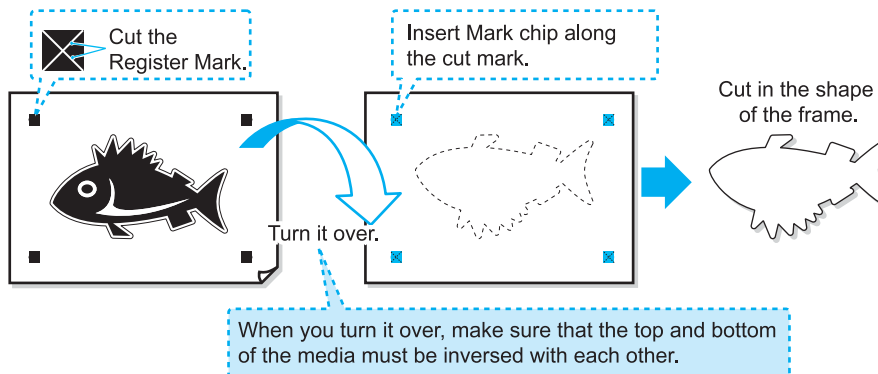 Cut the
Register Mark.
Insert Mark chip along
the cut mark.
Cut in the shape
of the frame.
Turn it over.
When you turn it over, make sure that the top and bottom
of the media must be inversed with each other.